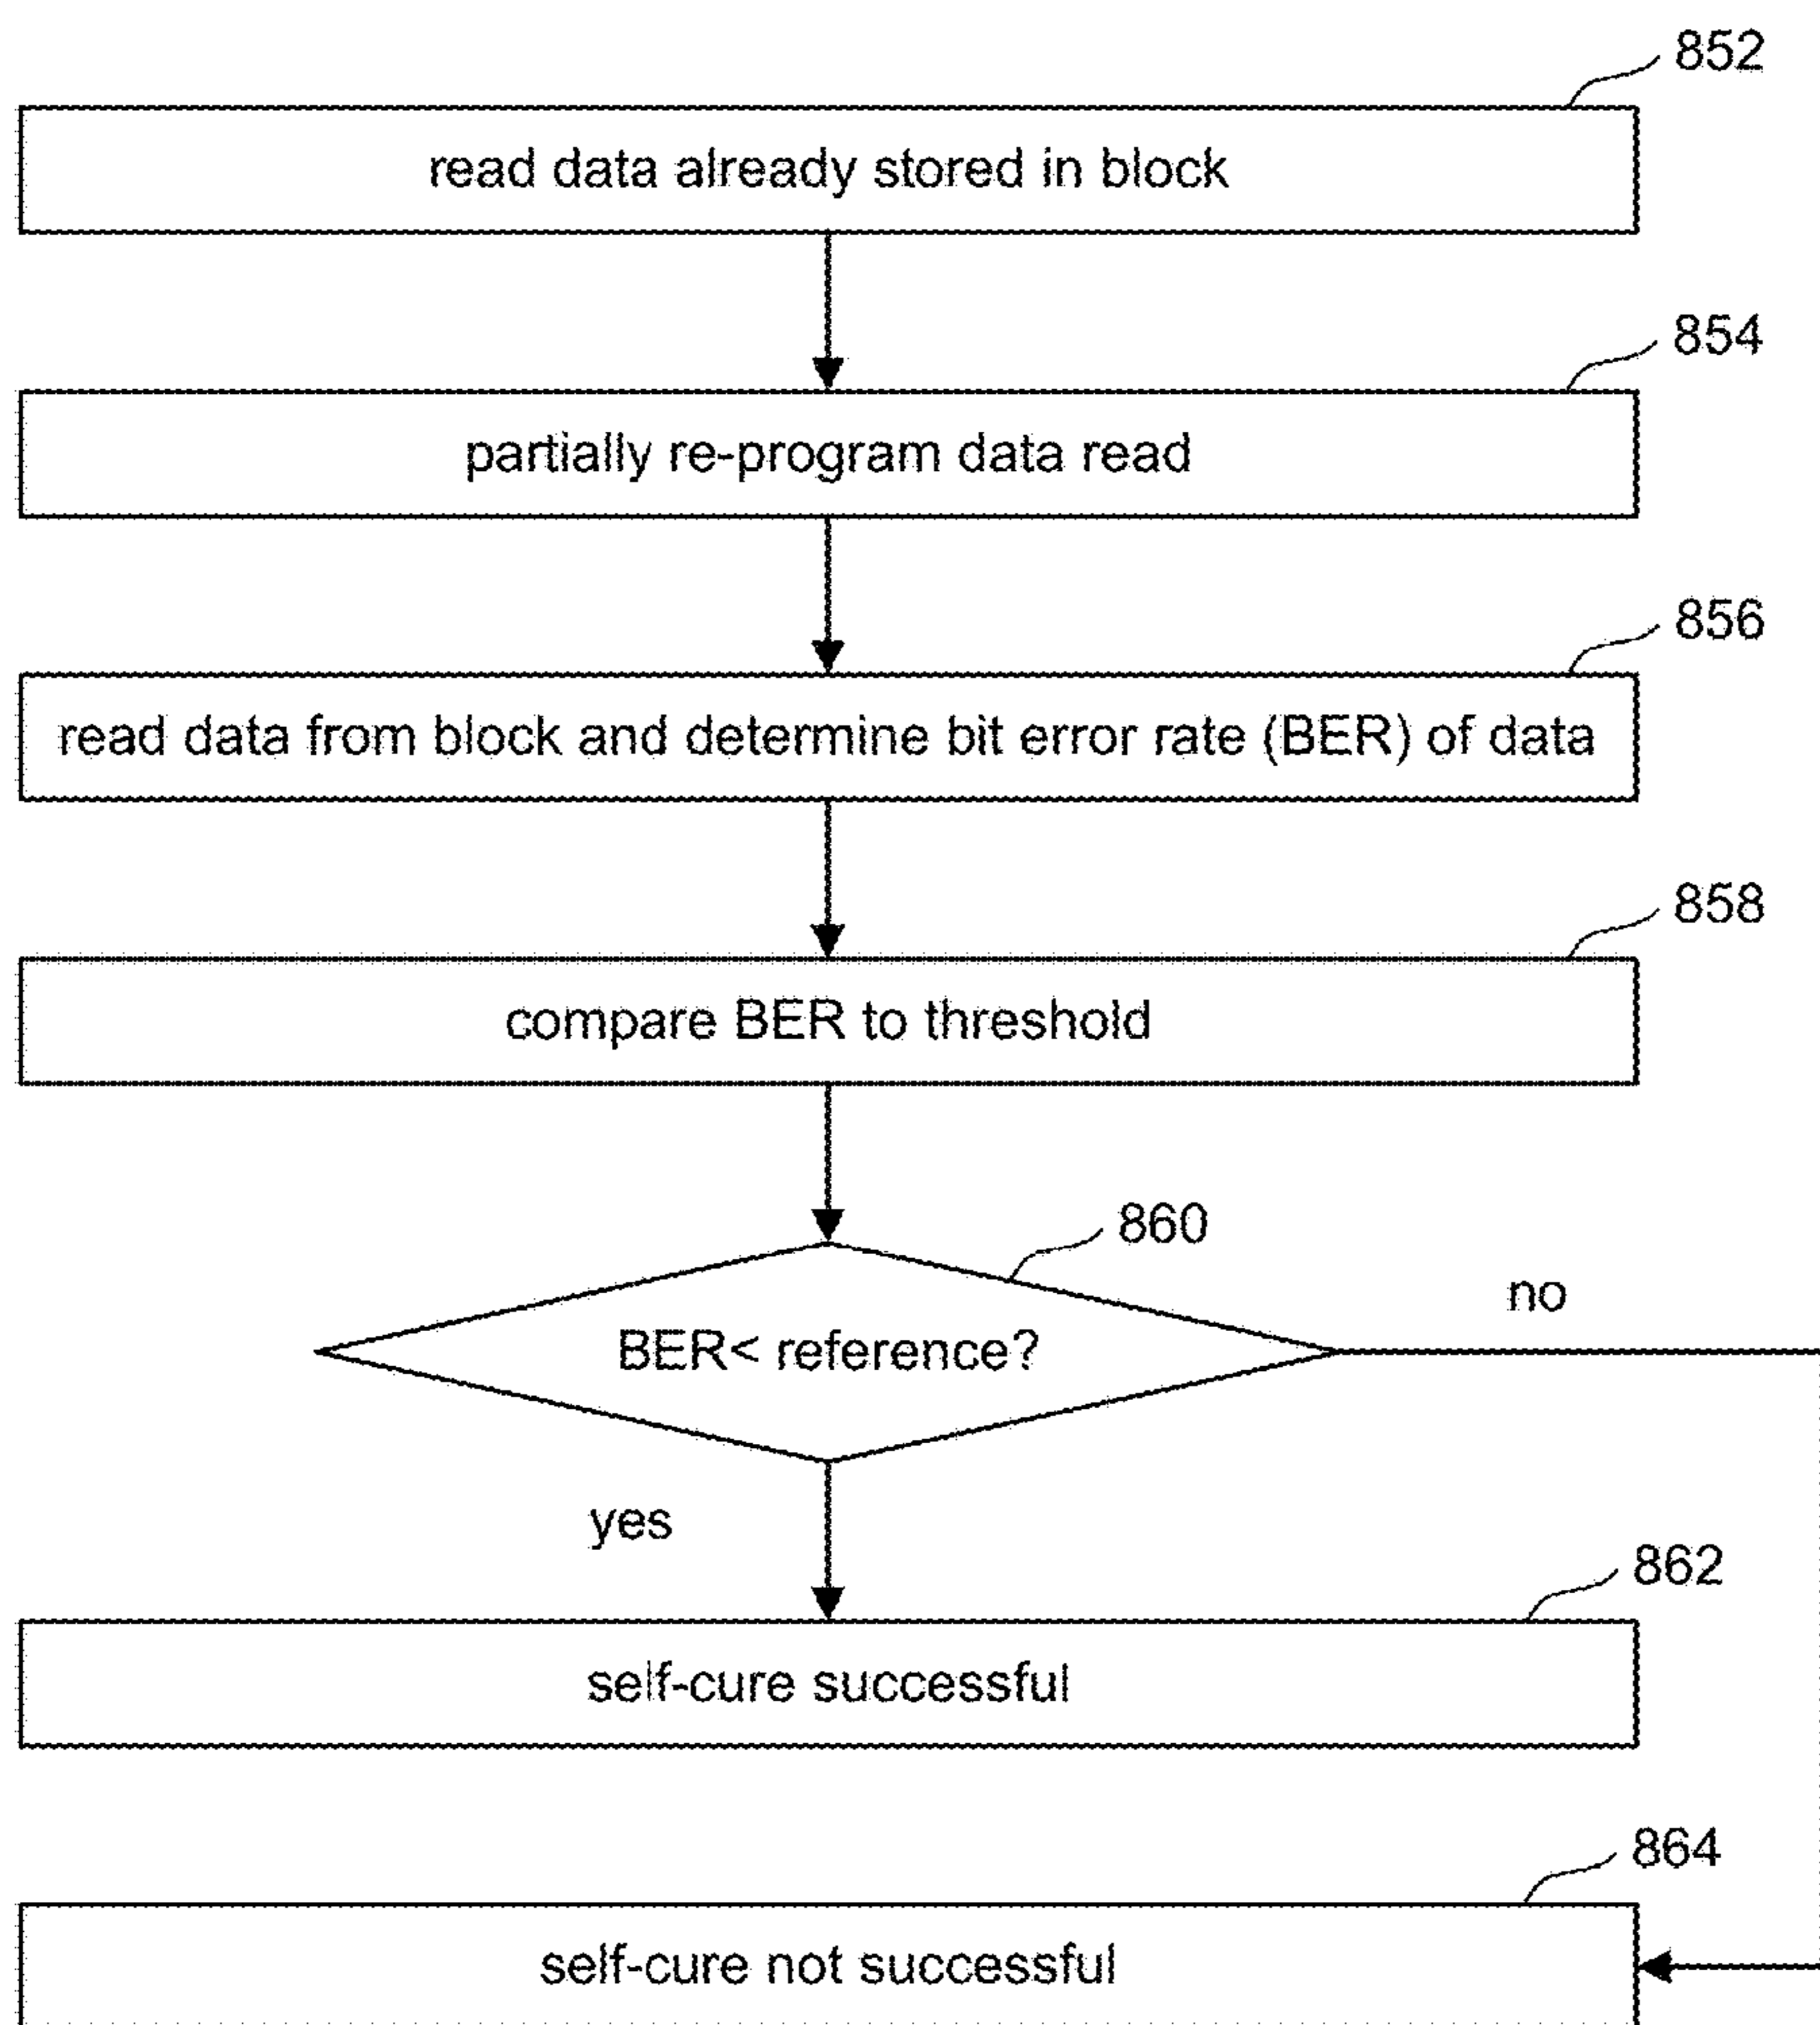 852
read data already stored in block
854
partially re-program data read
856
read data from block and determine bit error rate (BER) of data
858
compare BER to threshold
860
no
BER< reference?
yes
862
self-cure successful
864
self-cure not successful